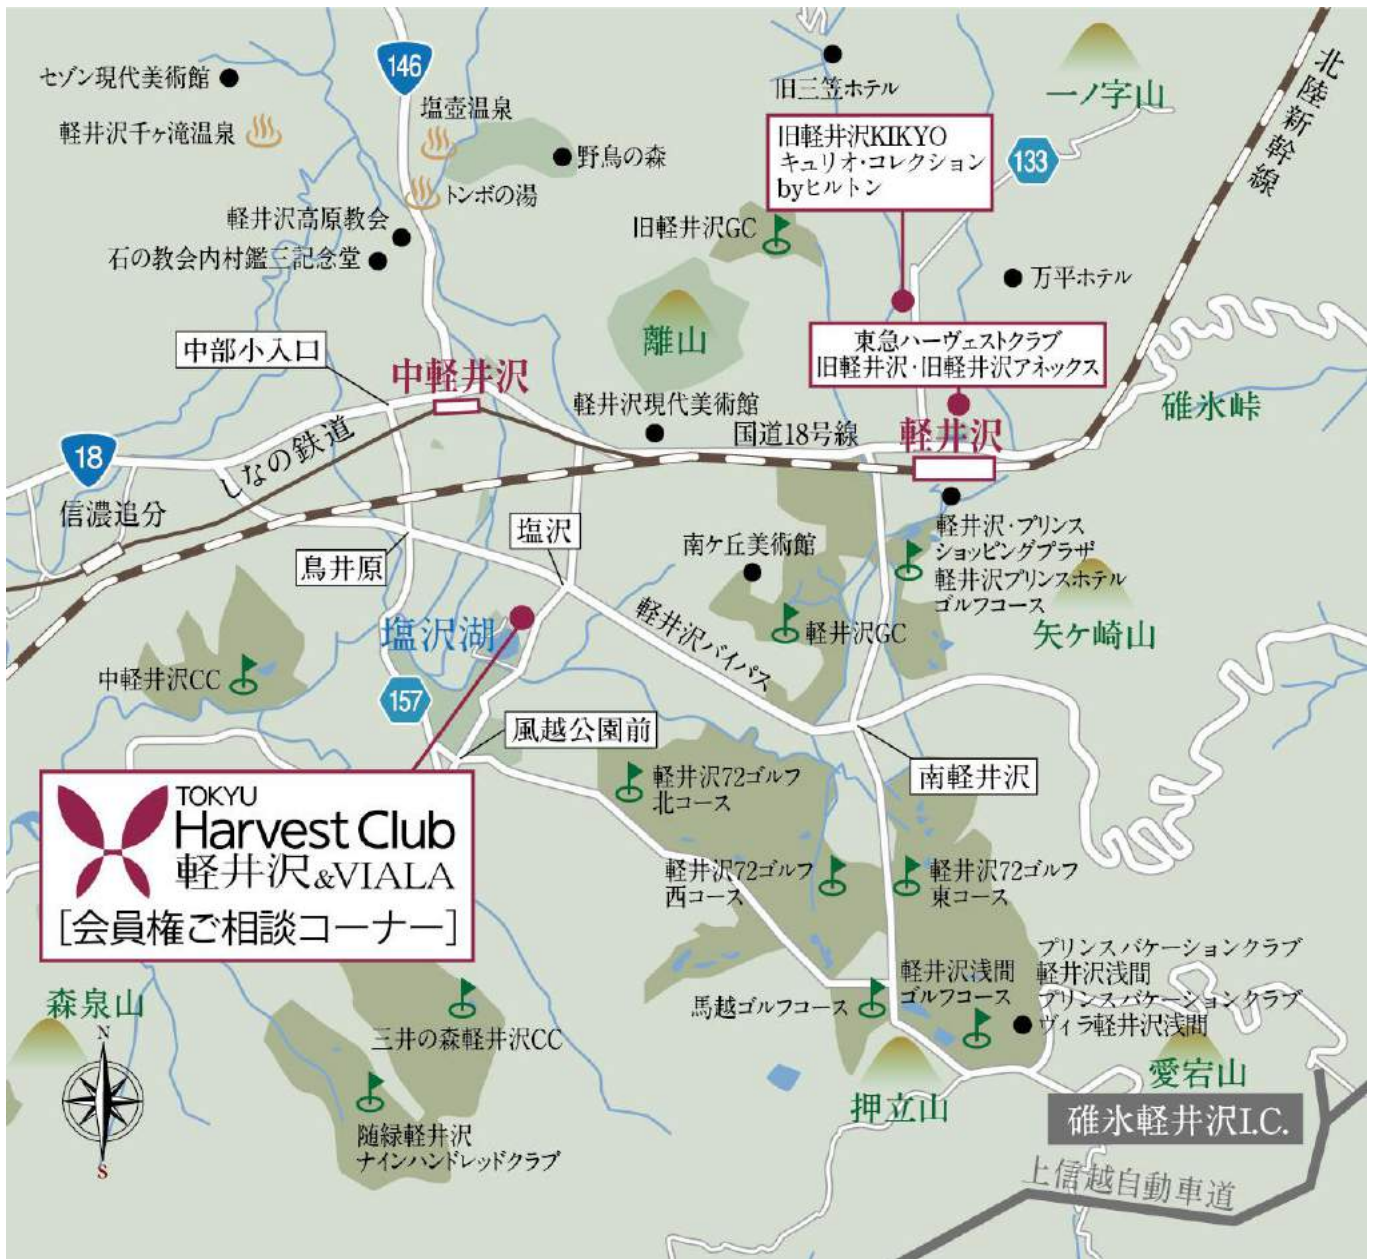 146
セゾン現代美術館
軽井沢千ヶ滝温泉
塩壺温泉
野鳥の森
トンボの湯
軽井沢高原教会
石の教会内村鑑三記念堂
旧三笠ホテル
一ノ字山
北陸新幹線
旧軽井沢KIKYO
キュリオ・コレクション
byヒルトン
133
旧軽井沢GC
万平ホテル
離山
東急ハーヴェストクラブ
旧軽井沢・旧軽井沢アネックス
中部小入口
中軽井沢
軽井沢現代美術館
国道18号線
軽井沢
碓氷峠
18
しなの鉄道
信濃追分
塩沢
鳥井原
南ケ丘美術館
軽井沢・プリンス
ショッピングプラザ
軽井沢プリンスホテル
ゴルフコース
矢ケ崎山
塩沢湖
軽井沢バイパス
軽井沢GC
中軽井沢CC
157
風越公園前
南軽井沢
軽井沢72ゴルフ
北コース
軽井沢72ゴルフ
西コース
軽井沢72ゴルフ
東コース
TOKYU
Harvest Club
軽井沢&VIALA
[会員権ご相談コーナー]
プリンスバケーションクラブ
軽井沢浅間
プリンスバケーションクラブ
ヴィラ軽井沢浅間
軽井沢浅間
ゴルフコース
馬越ゴルフコース
森泉山
N
S
三井の森軽井沢CC
随緑軽井沢
ナインハンドレッドクラブ
押立山
愛宕山
碓氷軽井沢I.C.
上信越自動車道